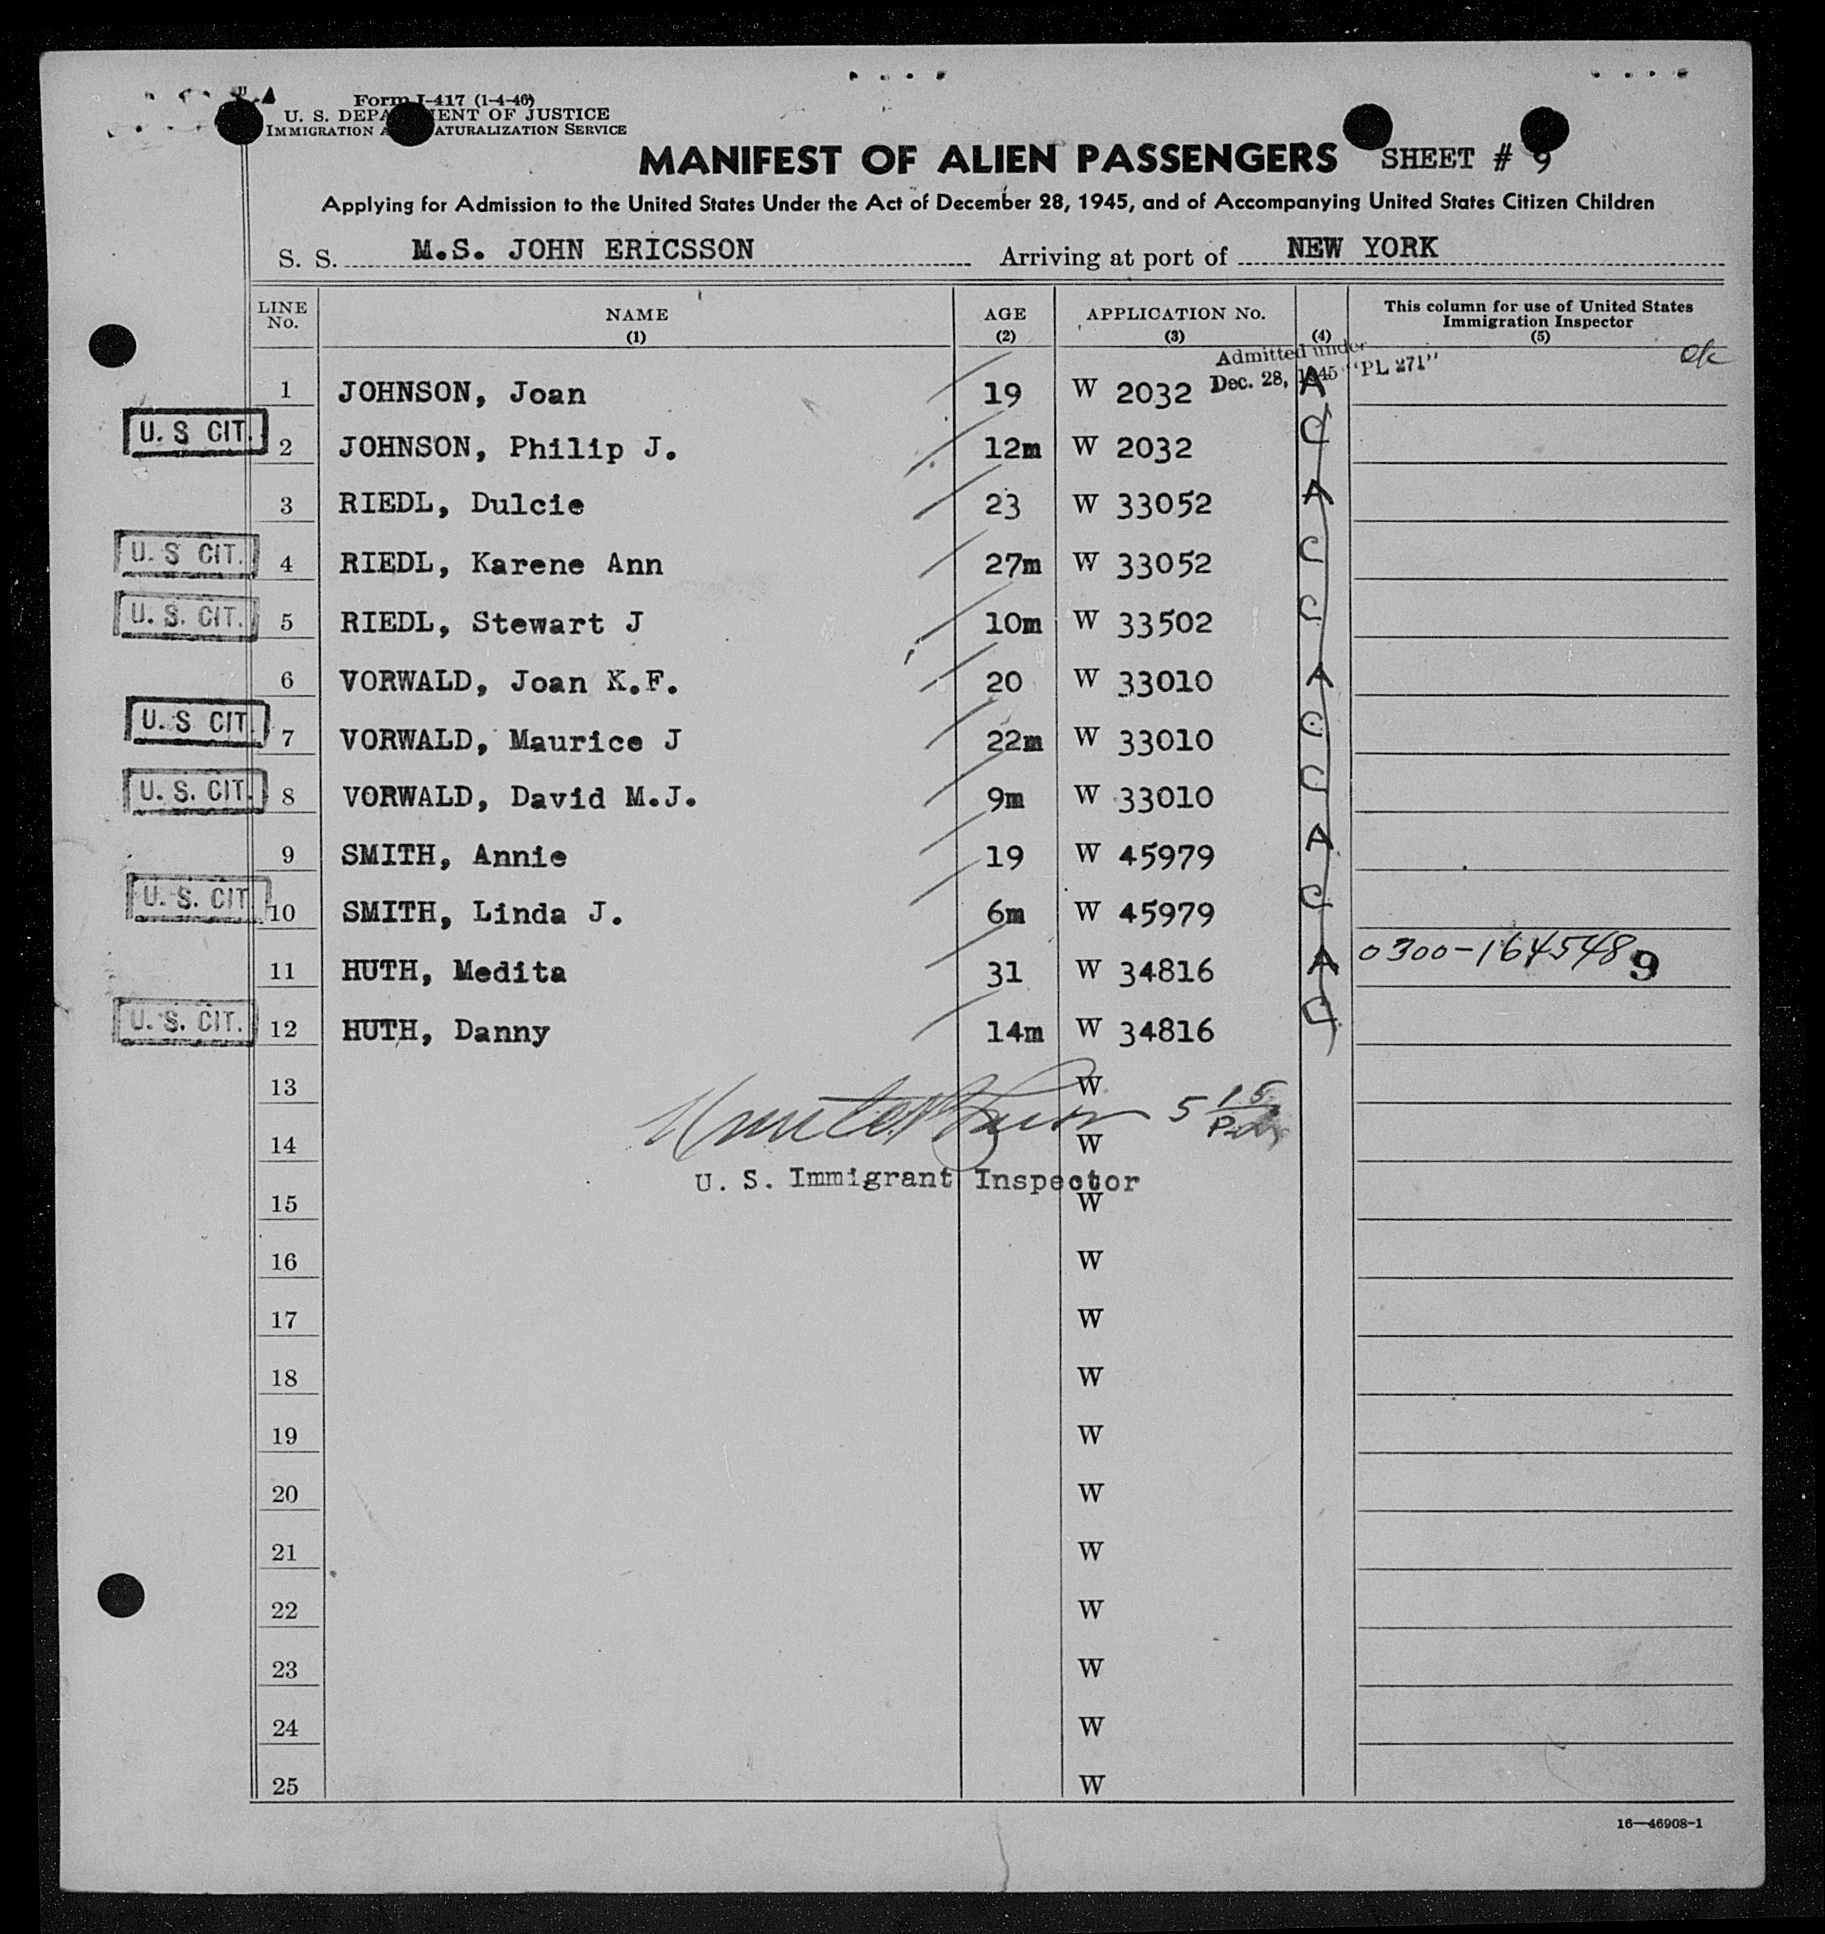 Form I-417 (1-4-46)
U. S. DEPA    ENT OF JUSTICE
IMMIGRATION A    ATURALIZATION SERVICE
MANIFEST OF ALIEN PASSENGERS SHEET # 9
Applying for Admission to the United States Under the Act of December 28, 1945, and of Accompanying United States Citizen Children
S. S. M.S. JOHN ERICSSON Arriving at port of NEW YORK
LINE No. NAME (1) AGE (2) APPLICATION No. (3) (4) This column for use of United States Immigration Inspector (5)
Admitted under ok
Dec. 28, 1945 "PL 271"
1 JOHNSON, Joan 19 W 2032 A
U. S CIT. 2 JOHNSON, Philip J. 12m W 2032 C
3 RIEDL, Dulcie 23 W 33052 A
U. S CIT. 4 RIEDL, Karene Ann 27m W 33052 C
U. S. CIT. 5 RIEDL, Stewart J 10m W 33502 C
6 VORWALD, Joan K.F. 20 W 33010 A
U. S CIT. 7 VORWALD, Maurice J 22m W 33010 C
U. S. CIT. 8 VORWALD, David M.J. 9m W 33010 C
9 SMITH, Annie 19 W 45979 A
U. S. CIT. 10 SMITH, Linda J. 6m W 45979 C
11 HUTH, Medita 31 W 34816 A 0300-164548 9
U. S. CIT. 12 HUTH, Danny 14m W 34816 C
13 W 5 15
14 W
U. S. Immigrant Inspector
15 W
16 W
17 W
18 W
19 W
20 W
21 W
22 W
23 W
24 W
25 W
16—46908-1